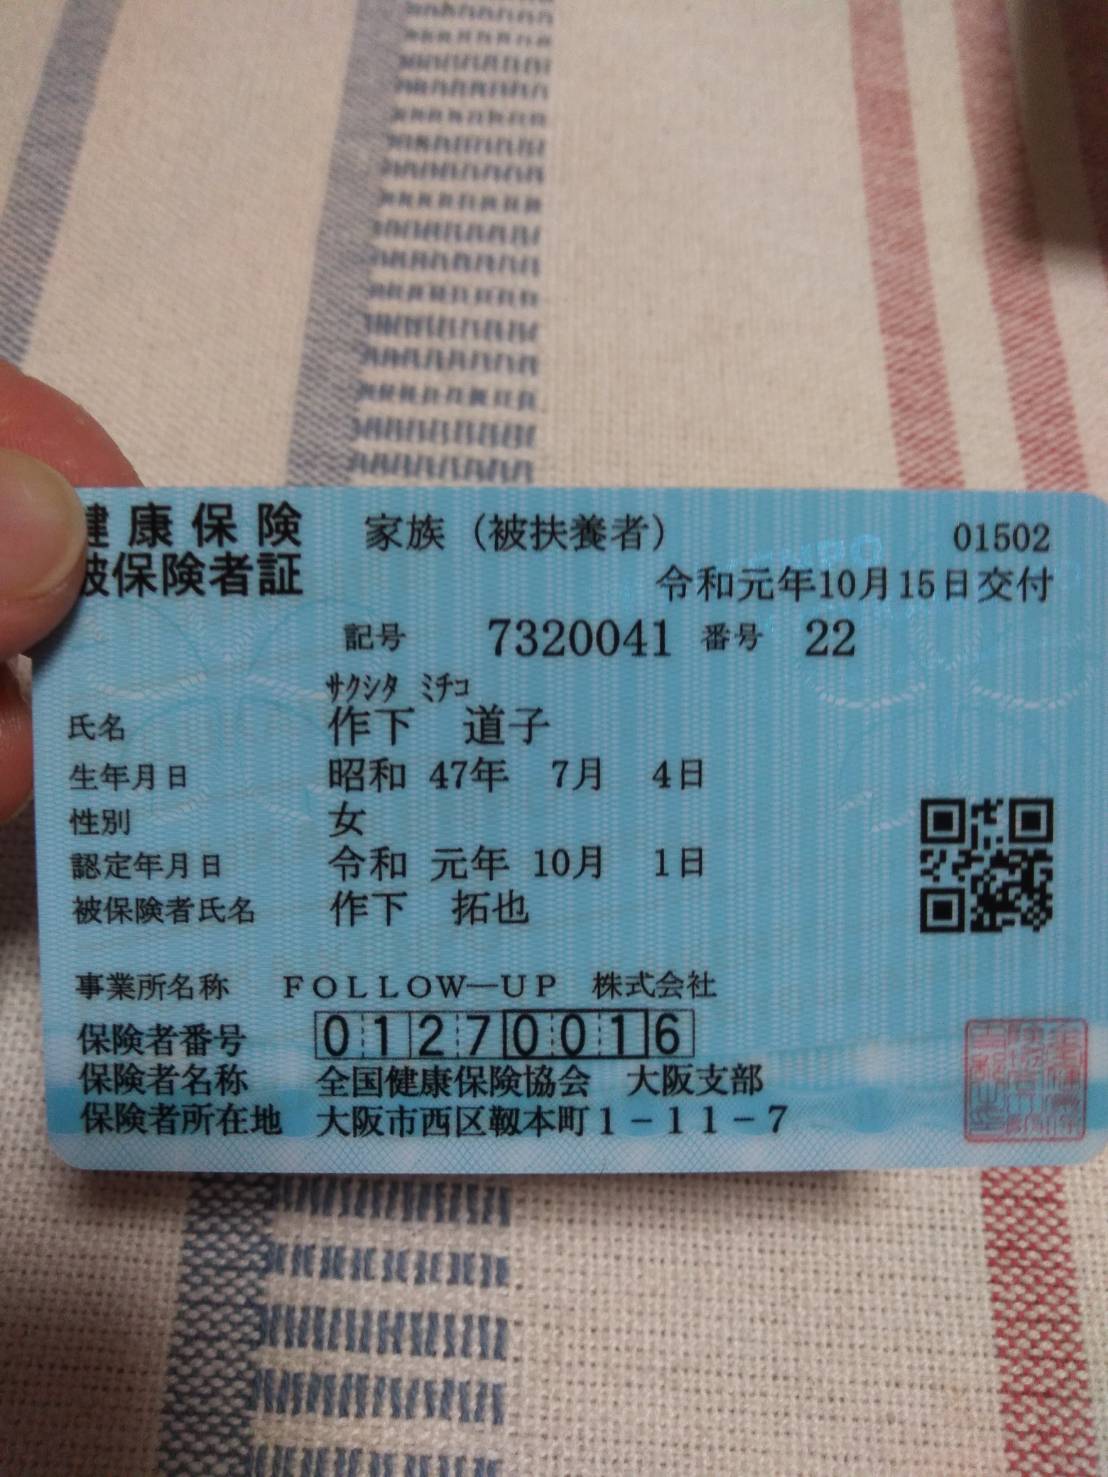 健康保険 家族（被扶養者） 01502
被保険者証 令和元年10月15日交付
記号 7320041 番号 22
ｻｸｼﾀ ﾐﾁｺ
氏名 作下 道子
生年月日 昭和 47年 7月 4日
性別 女
認定年月日 令和 元年 10月 1日
被保険者氏名 作下 拓也
事業所名称 ＦＯＬＬＯＷ―ＵＰ 株式会社
保険者番号 01270016
保険者名称 全国健康保険協会 大阪支部
保険者所在地 大阪市西区靱本町１－１１－７